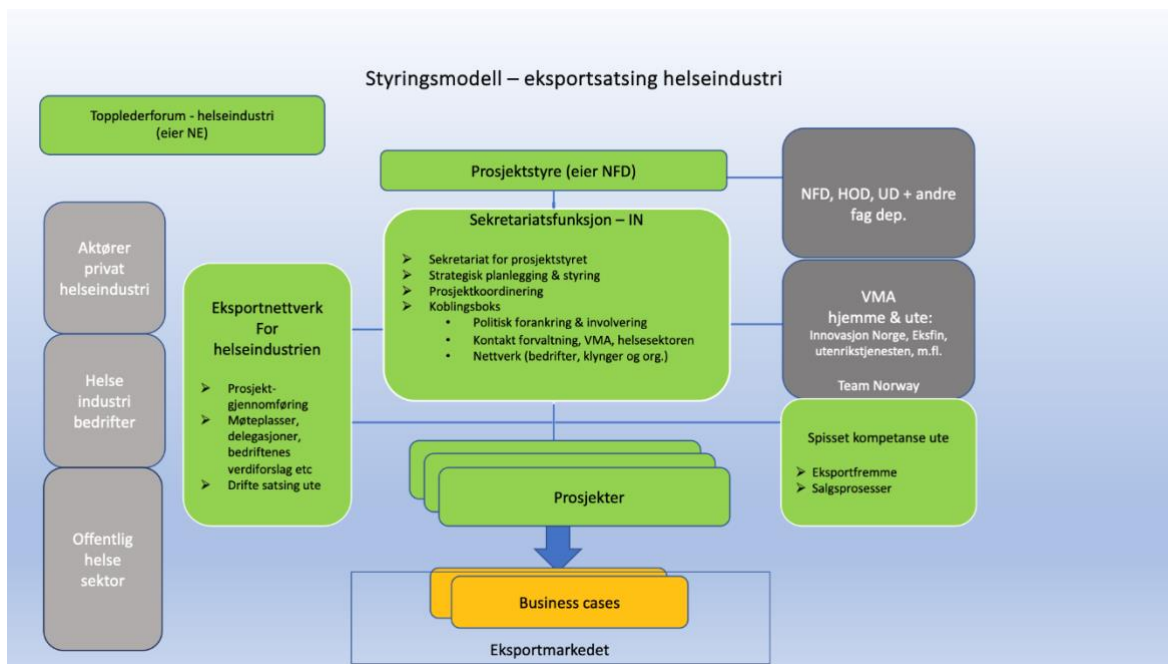 Styringsmodell – eksportsatsing helseindustri
Topplederforum - helseindustri
(eier NE)
Prosjektstyre (eier NFD)
NFD, HOD, UD + andre
fag dep.
Sekretariatsfunksjon – IN
➢ Sekretariat for prosjektstyret
➢ Strategisk planlegging & styring
➢ Prosjektkoordinering
➢ Koblingsboks
• Politisk forankring & involvering
• Kontakt forvaltning, VMA, helsesektoren
• Nettverk (bedrifter, klynger og org.)
Aktører
privat
helseindustri
Helse
industri
bedrifter
Offentlig
helse
sektor
Eksportnettverk
For
helseindustrien
➢ Prosjekt-
gjennomføring
➢ Møteplasser,
delegasjoner,
bedriftenes
verdiforslag etc
➢ Drifte satsing ute
VMA
hjemme & ute:
Innovasjon Norge, Eksfin,
utenrikstjenesten, m.fl.
Team Norway
Spisset kompetanse ute
➢ Eksportfremme
➢ Salgsprosesser
Prosjekter
Business cases
Eksportmarkedet